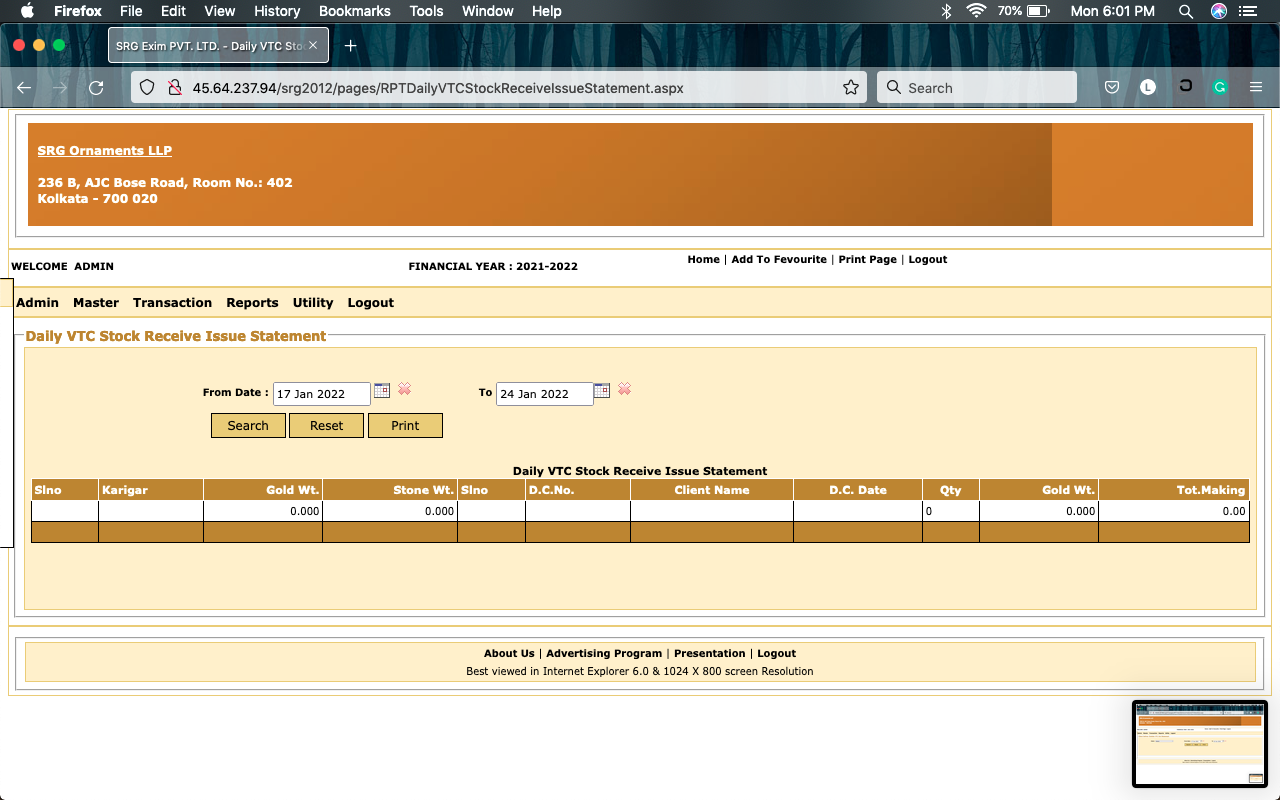 Firefox File Edit View History Bookmarks Tools Window Help 70% Mon 6:01 PM
SRG Exim PVT. LTD. - Daily VTC Sto
45.64.237.94/srg2012/pages/RPTDailyVTCStockReceiveIssueStatement.aspx Search L G
SRG Ornaments LLP
236 B, AJC Bose Road, Room No.: 402
Kolkata - 700 020
WELCOME ADMIN FINANCIAL YEAR : 2021-2022 Home | Add To Fevourite | Print Page | Logout
Admin Master Transaction Reports Utility Logout
Daily VTC Stock Receive Issue Statement
From Date : 17 Jan 2022 To 24 Jan 2022
Search Reset Print
Daily VTC Stock Receive Issue Statement
Slno Karigar Gold Wt. Stone Wt. Slno D.C.No. Client Name D.C. Date Qty Gold Wt. Tot.Making
0.000 0.000 0 0.000 0.00
About Us | Advertising Program | Presentation | Logout
Best viewed in Internet Explorer 6.0 & 1024 X 800 screen Resolution